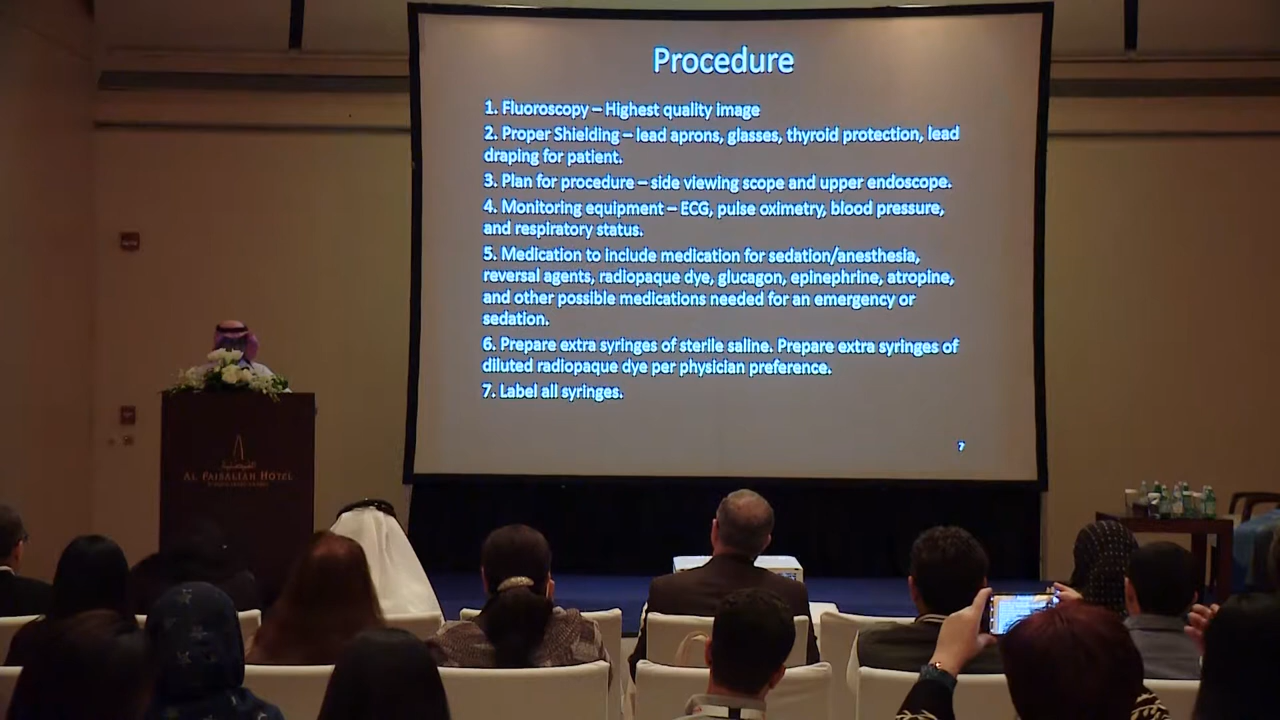 Procedure
1. Fluoroscopy – Highest quality image
2. Proper Shielding – lead aprons, glasses, thyroid protection, lead
draping for patient.
3. Plan for procedure – side viewing scope and upper endoscope.
4. Monitoring equipment – ECG, pulse oximetry, blood pressure,
and respiratory status.
5. Medication to include medication for sedation/anesthesia,
reversal agents, radiopaque dye, glucagon, epinephrine, atropine,
and other possible medications needed for an emergency or
sedation.
6. Prepare extra syringes of sterile saline. Prepare extra syringes of
diluted radiopaque dye per physician preference.
7. Label all syringes.
7
AL FAISALIAH HOTEL